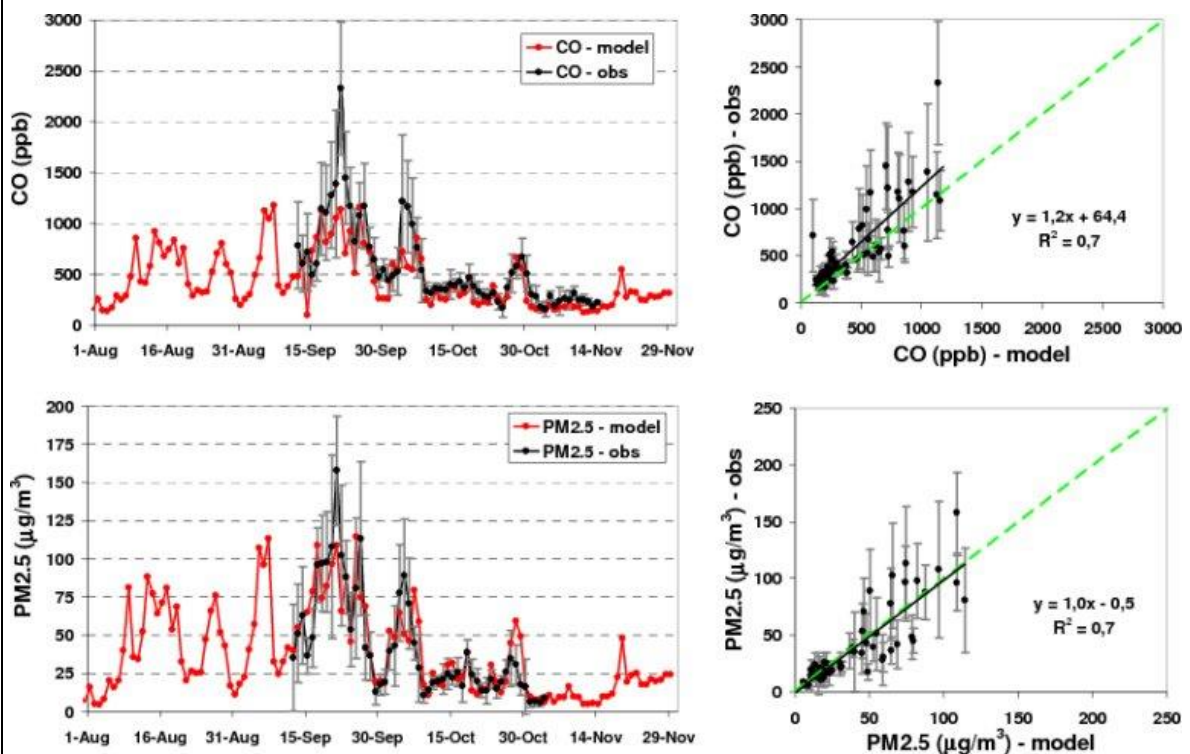 3000
2500
2000
1500
1000
500
0
CO (ppb)
CO - model
CO - obs
1-Aug 16-Aug 31-Aug 15-Sep 30-Sep 15-Oct 30-Oct 14-Nov 29-Nov
3000
2500
2000
1500
1000
500
0
CO (ppb) - obs
y = 1,2x + 64,4
R² = 0,7
0 500 1000 1500 2000 2500 3000
CO (ppb) - model
200
175
150
125
100
75
50
25
0
PM2.5 (µg/m³)
PM2.5 - model
PM2.5 - obs
1-Aug 16-Aug 31-Aug 15-Sep 30-Sep 15-Oct 30-Oct 14-Nov 29-Nov
250
200
150
100
50
0
PM2.5 (µg/m³) - obs
y = 1,0x - 0,5
R² = 0,7
0 50 100 150 200 250
PM2.5 (µg/m³) - model